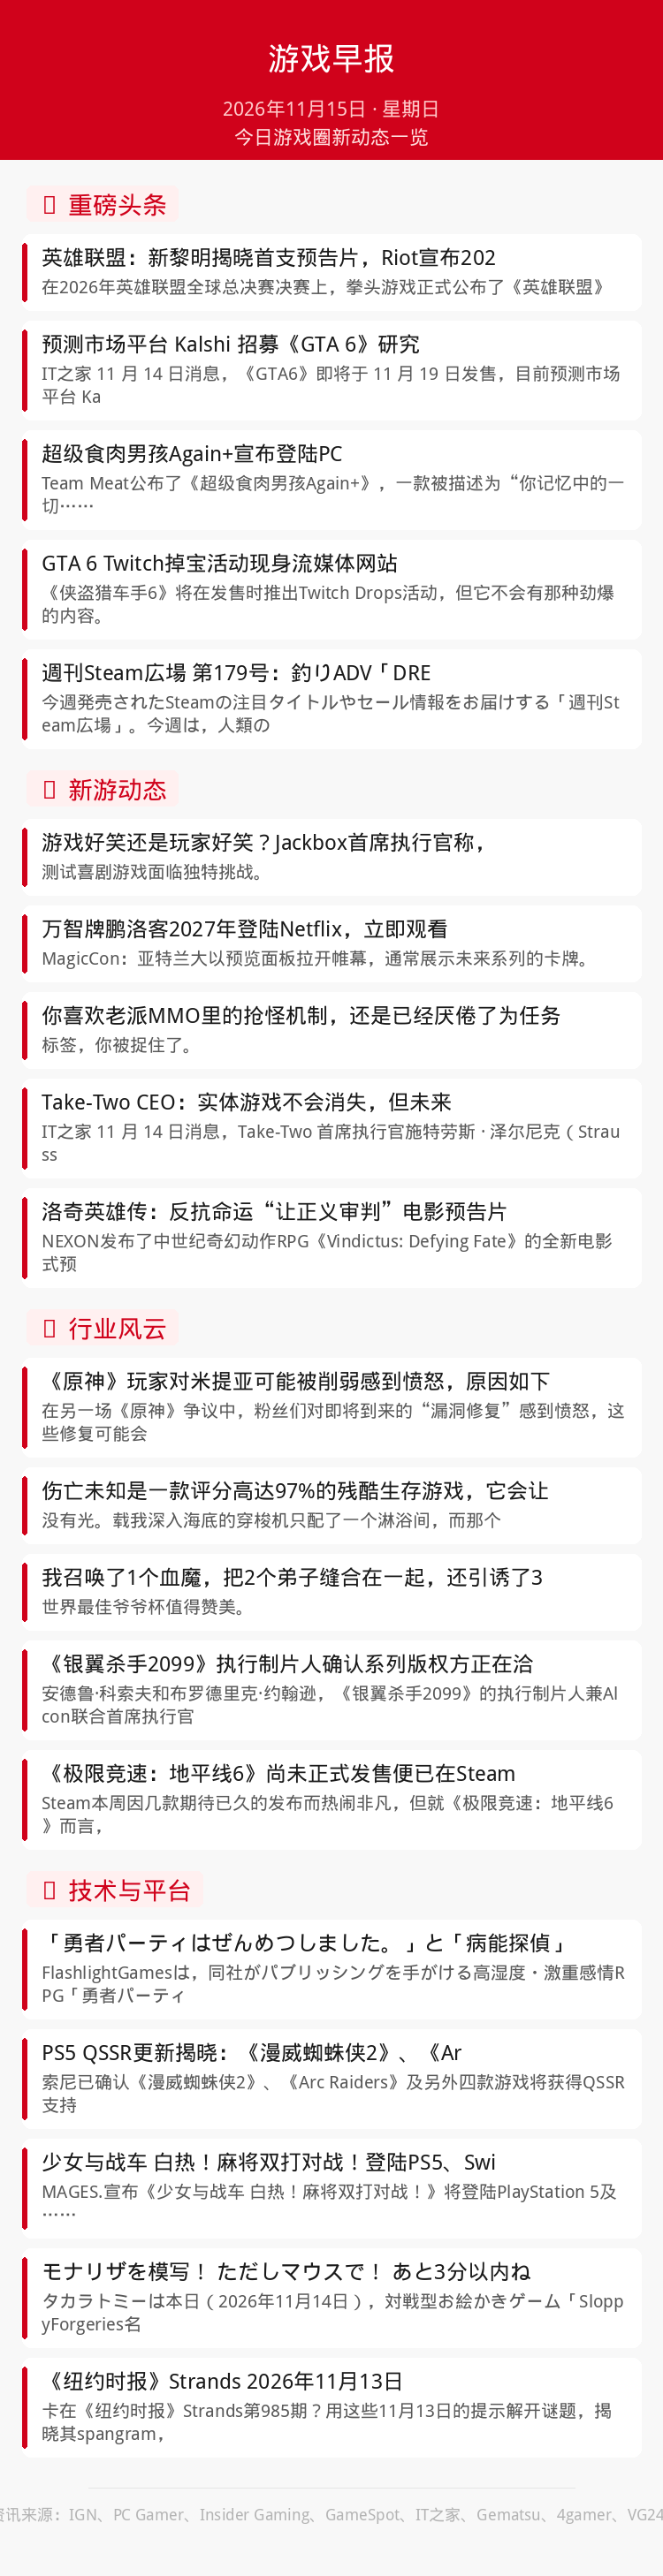 游戏早报
2026年11月15日 · 星期日
今日游戏圈新动态一览
重磅头条
英雄联盟：新黎明揭晓首支预告片，Riot宣布202
在2026年英雄联盟全球总决赛决赛上，拳头游戏正式公布了《英雄联盟》
预测市场平台 Kalshi 招募《GTA 6》研究
IT之家 11 月 14 日消息，《GTA6》即将于 11 月 19 日发售，目前预测市场
平台 Ka
超级食肉男孩Again+宣布登陆PC
Team Meat公布了《超级食肉男孩Again+》，一款被描述为“你记忆中的一
切……
GTA 6 Twitch掉宝活动现身流媒体网站
《侠盗猎车手6》将在发售时推出Twitch Drops活动，但它不会有那种劲爆
的内容。
週刊Steam広場 第179号：釣りADV「DRE
今週発売されたSteamの注目タイトルやセール情報をお届けする「週刊St
eam広場」。今週は，人類の
新游动态
游戏好笑还是玩家好笑？Jackbox首席执行官称，
测试喜剧游戏面临独特挑战。
万智牌鹏洛客2027年登陆Netflix，立即观看
MagicCon：亚特兰大以预览面板拉开帷幕，通常展示未来系列的卡牌。
你喜欢老派MMO里的抢怪机制，还是已经厌倦了为任务
标签，你被捉住了。
Take-Two CEO：实体游戏不会消失，但未来
IT之家 11 月 14 日消息，Take-Two 首席执行官施特劳斯 · 泽尔尼克（Strau
ss
洛奇英雄传：反抗命运“让正义审判”电影预告片
NEXON发布了中世纪奇幻动作RPG《Vindictus: Defying Fate》的全新电影
式预
行业风云
《原神》玩家对米提亚可能被削弱感到愤怒，原因如下
在另一场《原神》争议中，粉丝们对即将到来的“漏洞修复”感到愤怒，这
些修复可能会
伤亡未知是一款评分高达97%的残酷生存游戏，它会让
没有光。载我深入海底的穿梭机只配了一个淋浴间，而那个
我召唤了1个血魔，把2个弟子缝合在一起，还引诱了3
世界最佳爷爷杯值得赞美。
《银翼杀手2099》执行制片人确认系列版权方正在洽
安德鲁·科索夫和布罗德里克·约翰逊，《银翼杀手2099》的执行制片人兼Al
con联合首席执行官
《极限竞速：地平线6》尚未正式发售便已在Steam
Steam本周因几款期待已久的发布而热闹非凡，但就《极限竞速：地平线6
》而言，
技术与平台
「勇者パーティはぜんめつしました。」と「病能探偵」
FlashlightGamesは，同社がパブリッシングを手がける高湿度・激重感情R
PG「勇者パーティ
PS5 QSSR更新揭晓：《漫威蜘蛛侠2》、《Ar
索尼已确认《漫威蜘蛛侠2》、《Arc Raiders》及另外四款游戏将获得QSSR
支持
少女与战车 白热！麻将双打对战！登陆PS5、Swi
MAGES.宣布《少女与战车 白热！麻将双打对战！》将登陆PlayStation 5及
……
モナリザを模写！ ただしマウスで！ あと3分以内ね
タカラトミーは本日（2026年11月14日），対戦型お絵かきゲーム「Slopp
yForgeries名
《纽约时报》Strands 2026年11月13日
卡在《纽约时报》Strands第985期？用这些11月13日的提示解开谜题，揭
晓其spangram，
资讯来源：IGN、PC Gamer、Insider Gaming、GameSpot、IT之家、Gematsu、4gamer、VG24